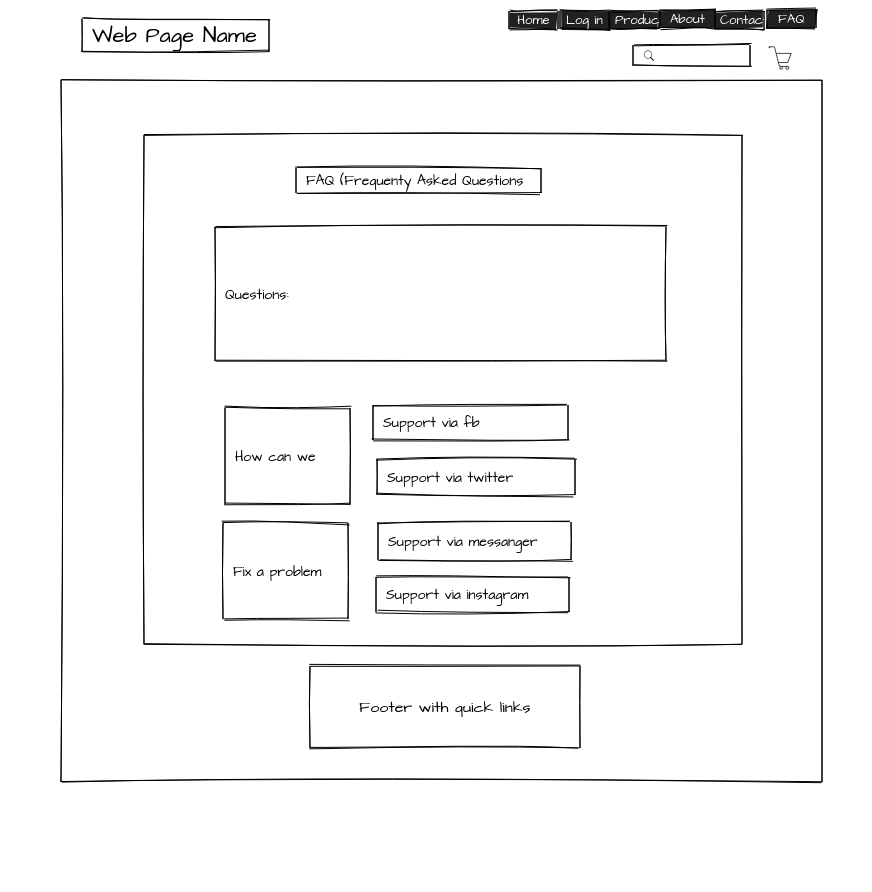 Web Page Name
Home Log in Produc About Contac FAQ
FAQ (Frequenty Asked Questions
Questions:
How can we
Support via fb
Support via twitter
Fix a problem
Support via messanger
Support via instagram
Footer with quick links